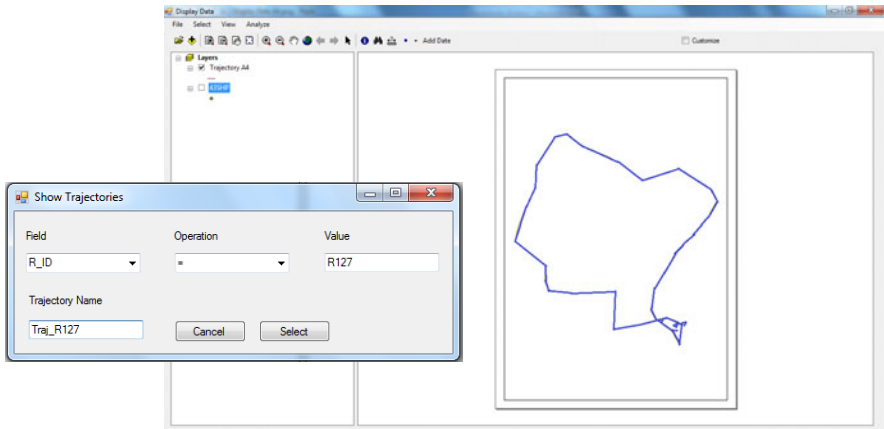 Display Data
File Select View Analyze
Add Date
Customize
Layers
Trajectory A4
Show Trajectories
Field Operation Value
R_ID = R127
Trajectory Name
Traj_R127 Cancel Select